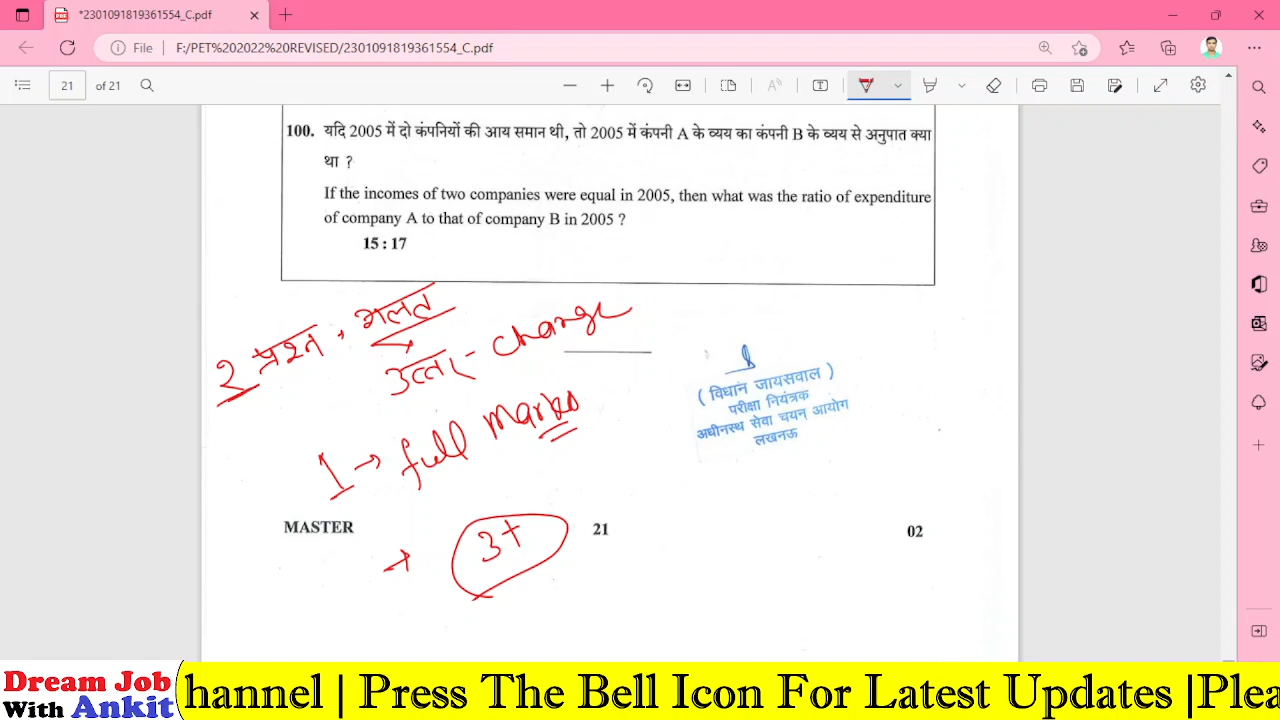 *2301091819361554_C.pdf
File F:/PET%202022%20REVISED/2301091819361554_C.pdf
21 of 21
100. यदि 2005 में दो कंपनियों की आय समान थी, तो 2005 में कंपनी A के व्यय का कंपनी B के व्यय से अनुपात क्या
था ?
If the incomes of two companies were equal in 2005, then what was the ratio of expenditure
of company A to that of company B in 2005 ?
15 : 17
2 प्रश्न, गलत
उत्तर - change
1 → full marks
→ 3+
( विधान जायसवाल )
परीक्षा नियंत्रक
अधीनस्थ सेवा चयन आयोग
लखनऊ
MASTER 21 02
Dream Job
With Ankit
hannel | Press The Bell Icon For Latest Updates |Plea